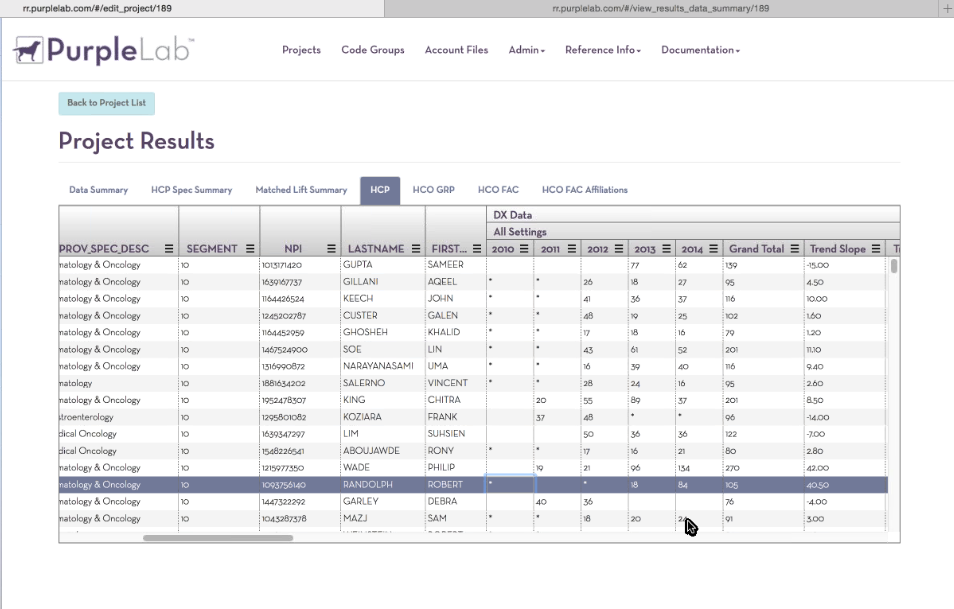 rr.purplelab.com/#/edit_project/189 rr.purplelab.com/#/view_results_data_summary/189 +
PurpleLab™ Projects Code Groups Account Files Admin Reference Info Documentation
Back to Project List
Project Results
Data Summary HCP Spec Summary Matched Lift Summary HCP HCO GRP HCO FAC HCO FAC Affiliations
DX Data
All Settings
PROV_SPEC_DESC SEGMENT NPI LASTNAME FIRST... 2010 2011 2012 2013 2014 Grand Total Trend Slope
matology & Oncology 10 1013171420 GUPTA SAMEER 77 62 139 -15.00
matology & Oncology 10 1639167737 GILLANI AQEEL * * 26 18 27 95 4.50
matology & Oncology 10 1164426524 KEECH JOHN * * 41 36 37 116 10.00
matology & Oncology 10 1245202787 CUSTER GALEN * * 48 19 25 102 1.60
matology & Oncology 10 1164452959 GHOSHEH KHALID * * 17 18 16 79 1.20
matology & Oncology 10 1467524900 SOE LIN * * 43 61 52 201 11.10
matology & Oncology 10 1316990872 NARAYANASAMI UMA * * 16 39 40 116 9.40
matology 10 1881634202 SALERNO VINCENT * * 28 24 16 95 2.60
matology & Oncology 10 1952478307 KING CHITRA 20 55 89 37 201 8.50
stroenterology 10 1295801082 KOZIARA FRANK 37 48 * * 96 -14.00
dical Oncology 10 1639347297 LIM SUHSIEN 50 36 36 122 -7.00
dical Oncology 10 1548226541 ABOUJAWDE RONY * * 17 16 21 80 2.80
matology & Oncology 10 1215977350 WADE PHILIP 19 21 96 134 270 42.00
matology & Oncology 10 1093756140 RANDOLPH ROBERT * * 18 84 105 40.50
matology & Oncology 10 1447322292 GARLEY DEBRA 40 36 76 -4.00
matology & Oncology 10 1043287378 MAZJ SAM * * 18 20 91 3.00